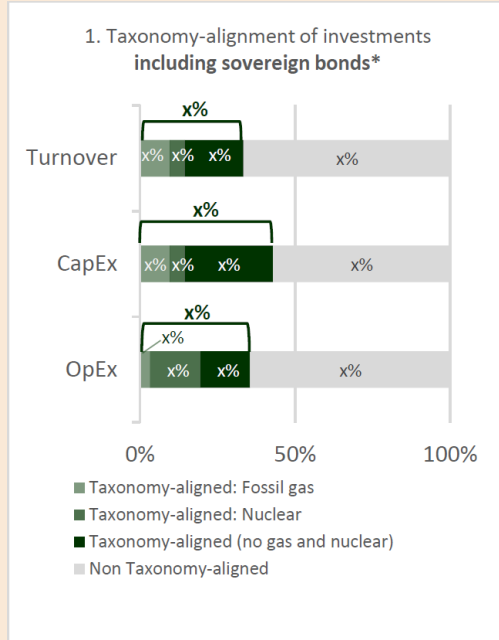 1. Taxonomy-alignment of investments
including sovereign bonds*
x%
Turnover
x% x% x% x%
x%
CapEx
x% x% x% x%
x%
x%
OpEx
x% x% x%
0% 50% 100%
Taxonomy-aligned: Fossil gas
Taxonomy-aligned: Nuclear
Taxonomy-aligned (no gas and nuclear)
Non Taxonomy-aligned